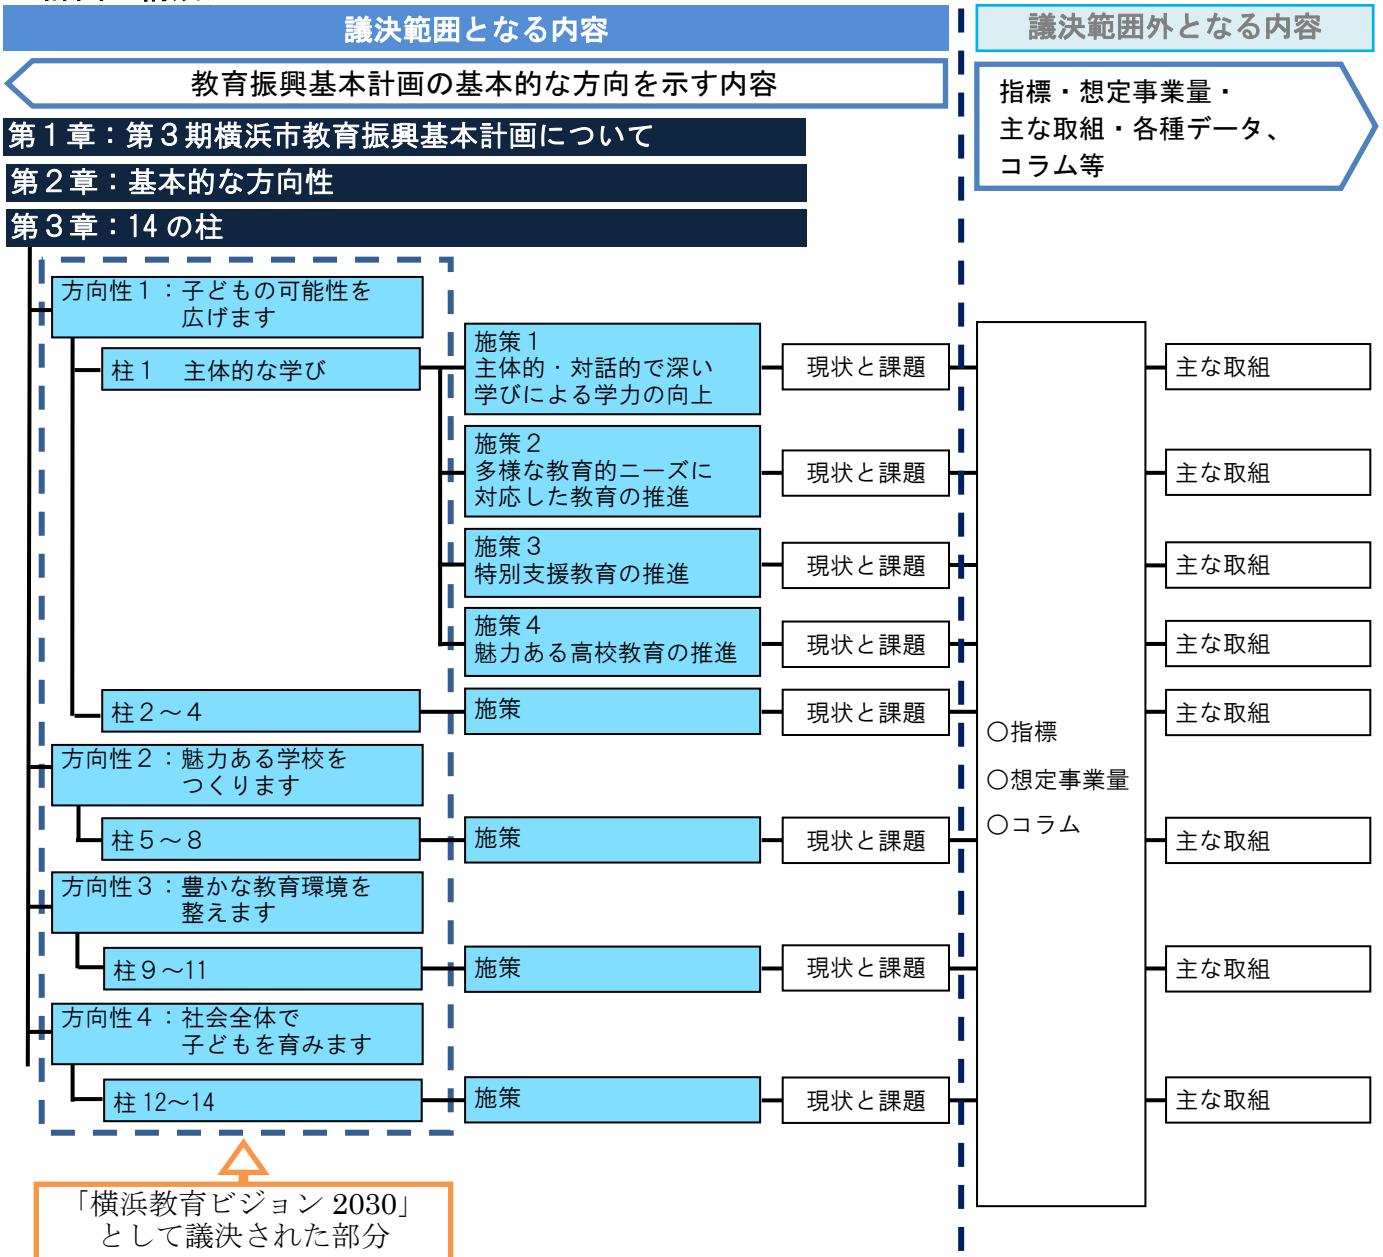 議決範囲となる内容
議決範囲外となる内容
教育振興基本計画の基本的な方向を示す内容
指標・想定事業量・
主な取組・各種データ、
コラム等
第1章：第３期横浜市教育振興基本計画について
第２章：基本的な方向性
第３章：14 の柱
方向性１：子どもの可能性を
広げます
柱１　主体的な学び
施策１
主体的・対話的で深い
学びによる学力の向上
現状と課題
主な取組
施策２
多様な教育的ニーズに
対応した教育の推進
現状と課題
主な取組
施策３
特別支援教育の推進
現状と課題
主な取組
施策４
魅力ある高校教育の推進
現状と課題
主な取組
柱２～４
施策
現状と課題
主な取組
〇指標
〇想定事業量
〇コラム
方向性２：魅力ある学校を
つくります
柱５～８
施策
現状と課題
主な取組
方向性３：豊かな教育環境を
整えます
柱９～11
施策
現状と課題
主な取組
方向性４：社会全体で
子どもを育みます
柱 12～14
施策
現状と課題
主な取組
「横浜教育ビジョン 2030」
として議決された部分